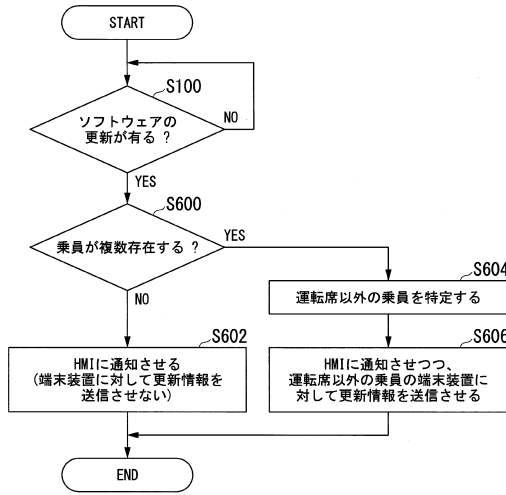 START
S100
ソフトウェアの
更新が有る ?
NO
YES
S600
乗員が複数存在する ?
YES
NO
S604
運転席以外の乗員を特定する
S602
HMIに通知させる
(端末装置に対して更新情報を
送信させない)
S606
HMIに通知させつつ、
運転席以外の乗員の端末装置に
対して更新情報を送信させる
END